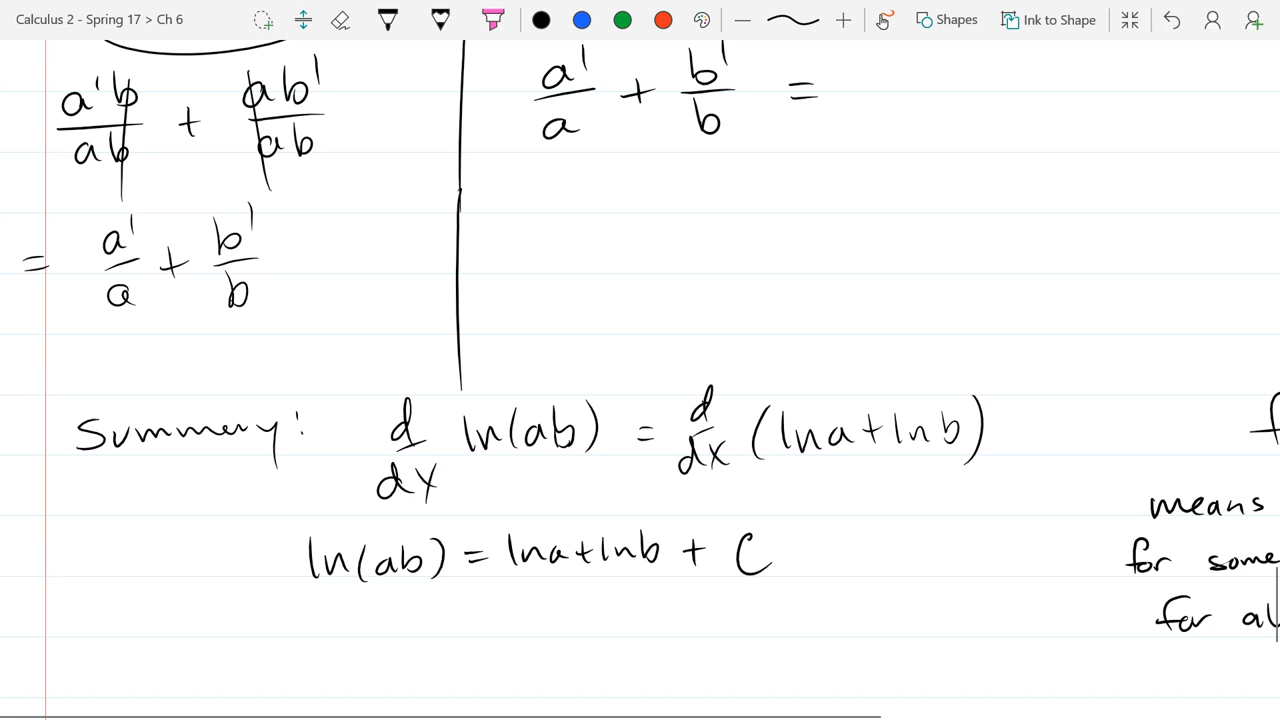 Calculus 2 - Spring 17 > Ch 6
Shapes
Ink to Shape
a'b/ab + ab'/ab
= a'/a + b'/b
a'/a + b'/b =
Summary: d/dx ln(ab) = d/dx (ln a + ln b)
ln(ab) = ln a + ln b + C
means
for some
for al